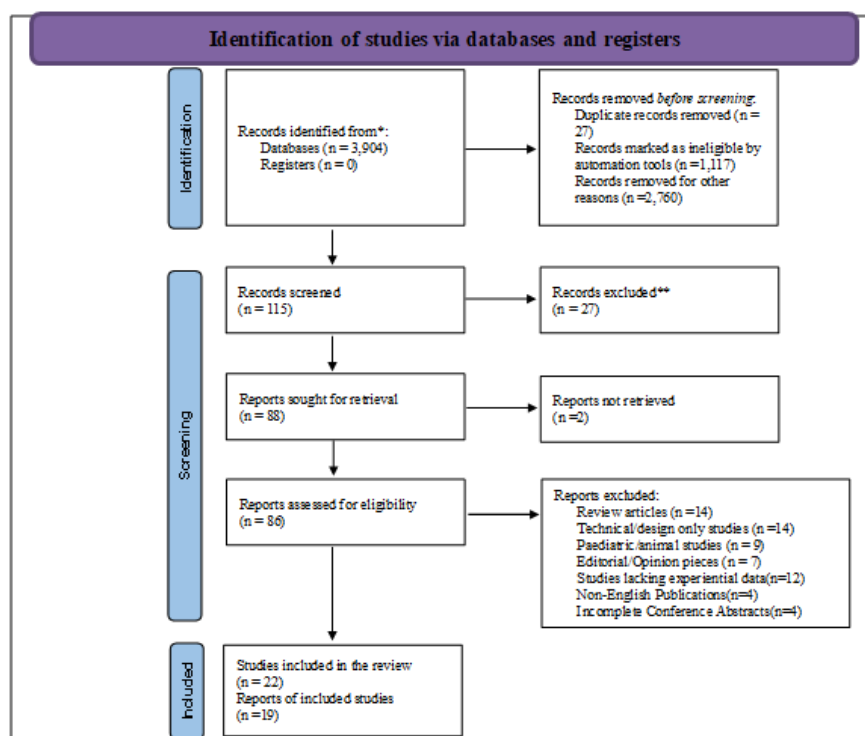 Identification of studies via databases and registers
Identification
Records identified from*:
Databases (n = 3,904)
Registers (n = 0)
Records removed before screening:
Duplicate records removed (n =
27)
Records marked as ineligible by
automation tools (n =1,117)
Records removed for other
reasons (n =2,760)
Screening
Records screened
(n = 115)
Records excluded**
(n = 27)
Reports sought for retrieval
(n = 88)
Reports not retrieved
(n =2)
Reports assessed for eligibility
(n = 86)
Reports excluded:
Review articles (n =14)
Technical/design only studies (n =14)
Paediatric/animal studies (n = 9)
Editorial/Opinion pieces (n = 7)
Studies lacking experiential data(n=12)
Non-English Publications(n=4)
Incomplete Conference Abstracts(n=4)
Included
Studies included in the review
(n = 22)
Reports of included studies
(n =19)